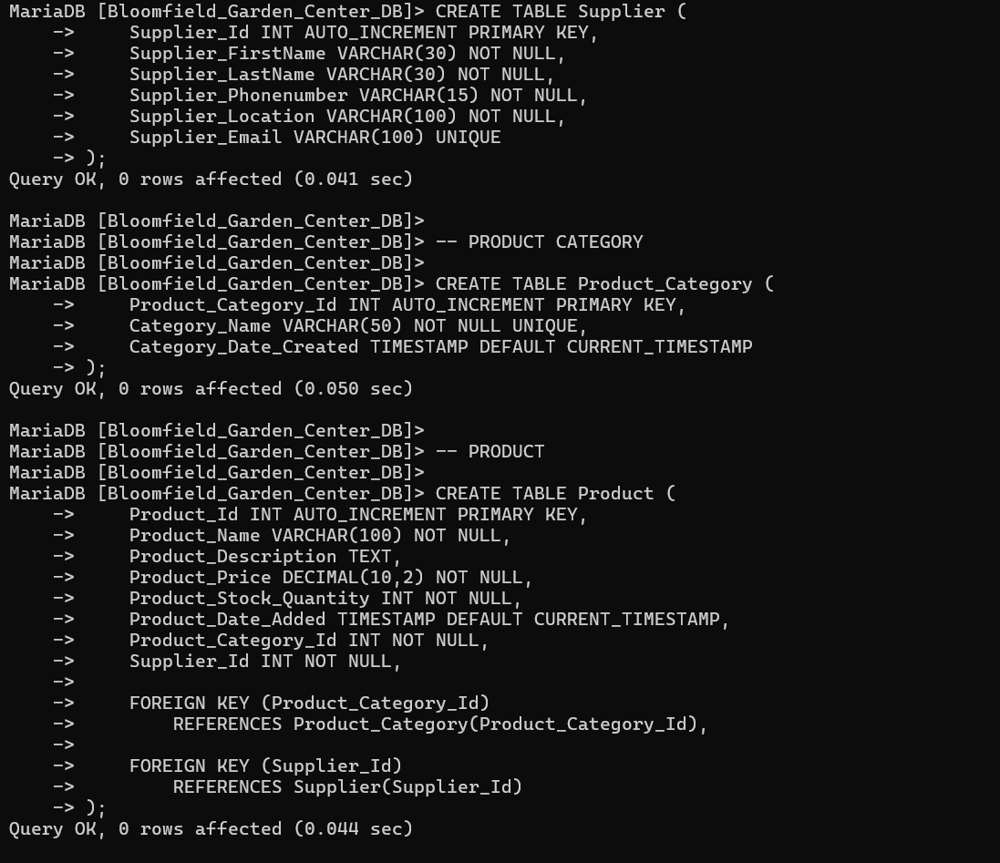 MariaDB [Bloomfield_Garden_Center_DB]> CREATE TABLE Supplier (
    ->     Supplier_Id INT AUTO_INCREMENT PRIMARY KEY,
    ->     Supplier_FirstName VARCHAR(30) NOT NULL,
    ->     Supplier_LastName VARCHAR(30) NOT NULL,
    ->     Supplier_Phonenumber VARCHAR(15) NOT NULL,
    ->     Supplier_Location VARCHAR(100) NOT NULL,
    ->     Supplier_Email VARCHAR(100) UNIQUE
    -> );
Query OK, 0 rows affected (0.041 sec)

MariaDB [Bloomfield_Garden_Center_DB]>
MariaDB [Bloomfield_Garden_Center_DB]> -- PRODUCT CATEGORY
MariaDB [Bloomfield_Garden_Center_DB]>
MariaDB [Bloomfield_Garden_Center_DB]> CREATE TABLE Product_Category (
    ->     Product_Category_Id INT AUTO_INCREMENT PRIMARY KEY,
    ->     Category_Name VARCHAR(50) NOT NULL UNIQUE,
    ->     Category_Date_Created TIMESTAMP DEFAULT CURRENT_TIMESTAMP
    -> );
Query OK, 0 rows affected (0.050 sec)

MariaDB [Bloomfield_Garden_Center_DB]>
MariaDB [Bloomfield_Garden_Center_DB]> -- PRODUCT
MariaDB [Bloomfield_Garden_Center_DB]>
MariaDB [Bloomfield_Garden_Center_DB]> CREATE TABLE Product (
    ->     Product_Id INT AUTO_INCREMENT PRIMARY KEY,
    ->     Product_Name VARCHAR(100) NOT NULL,
    ->     Product_Description TEXT,
    ->     Product_Price DECIMAL(10,2) NOT NULL,
    ->     Product_Stock_Quantity INT NOT NULL,
    ->     Product_Date_Added TIMESTAMP DEFAULT CURRENT_TIMESTAMP,
    ->     Product_Category_Id INT NOT NULL,
    ->     Supplier_Id INT NOT NULL,
    ->
    ->     FOREIGN KEY (Product_Category_Id)
    ->         REFERENCES Product_Category(Product_Category_Id),
    ->
    ->     FOREIGN KEY (Supplier_Id)
    ->         REFERENCES Supplier(Supplier_Id)
    -> );
Query OK, 0 rows affected (0.044 sec)